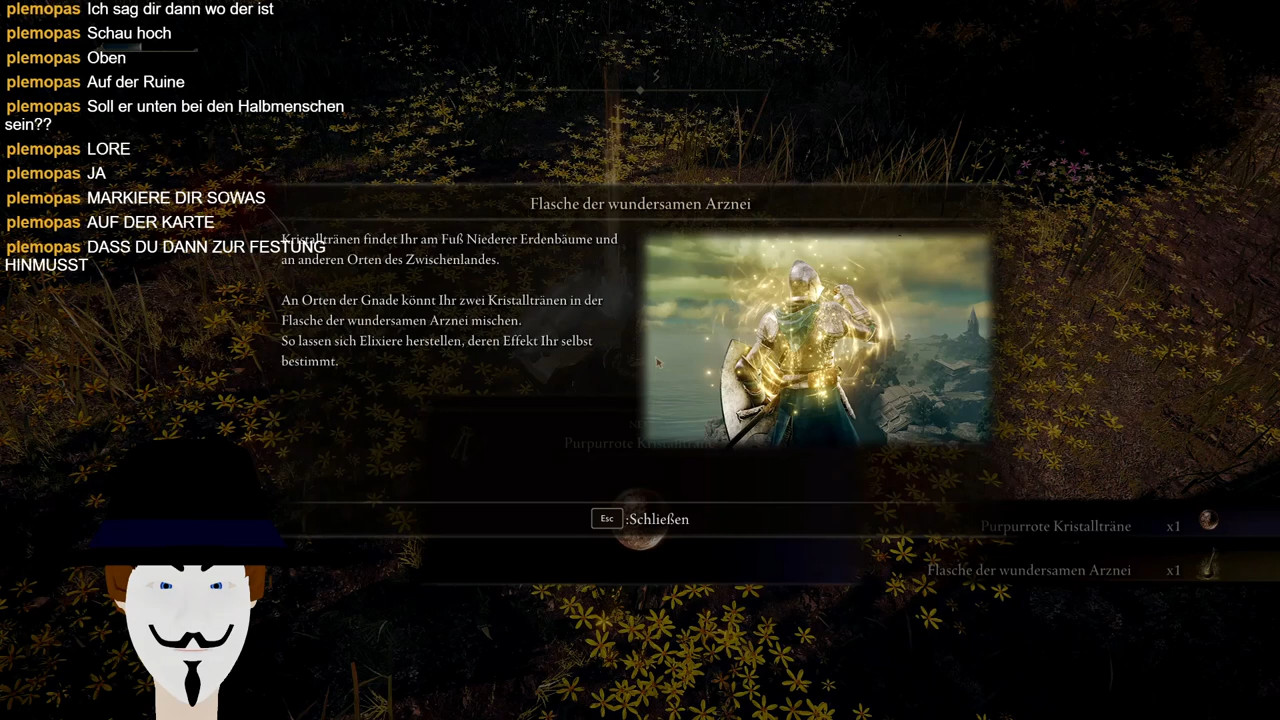 plemopas Ich sag dir dann wo der ist
plemopas Schau hoch
plemopas Oben
plemopas Auf der Ruine
plemopas Soll er unten bei den Halbmenschen
sein??
plemopas LORE
plemopas JA
plemopas MARKIERE DIR SOWAS
plemopas AUF DER KARTE
plemopas DASS DU DANN ZUR FESTUNG
HINMUSST
Flasche der wundersamen Arznei
Kristalltränen findet Ihr am Fuß Niederer Erdenbäume und
an anderen Orten des Zwischenlandes.
An Orten der Gnade könnt Ihr zwei Kristalltränen in der
Flasche der wundersamen Arznei mischen.
So lassen sich Elixiere herstellen, deren Effekt Ihr selbst
bestimmt.
Purpurrote Kristallträne
Esc :Schließen
Purpurrote Kristallträne x1
Flasche der wundersamen Arznei x1